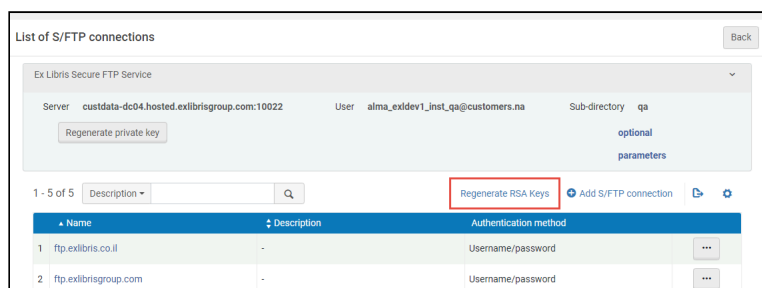 List of S/FTP connections Back
Ex Libris Secure FTP Service
Server custdata-dc04.hosted.exlibrisgroup.com:10022 User alma_exldev1_inst_qa@customers.na Sub-directory qa
Regenerate private key optional
parameters
1 - 5 of 5 Description Regenerate RSA Keys Add S/FTP connection
Name Description Authentication method
1 ftp.exlibris.co.il - Username/password ...
2 ftp.exlibrisgroup.com - Username/password ...